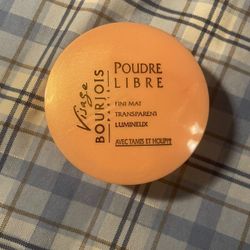 Visage
BOURJOIS
PARIS
POUDRE
LIBRE
FINI MAT
TRANSPARENT
LUMINEUX
AVEC TAMIS ET HOUPPE